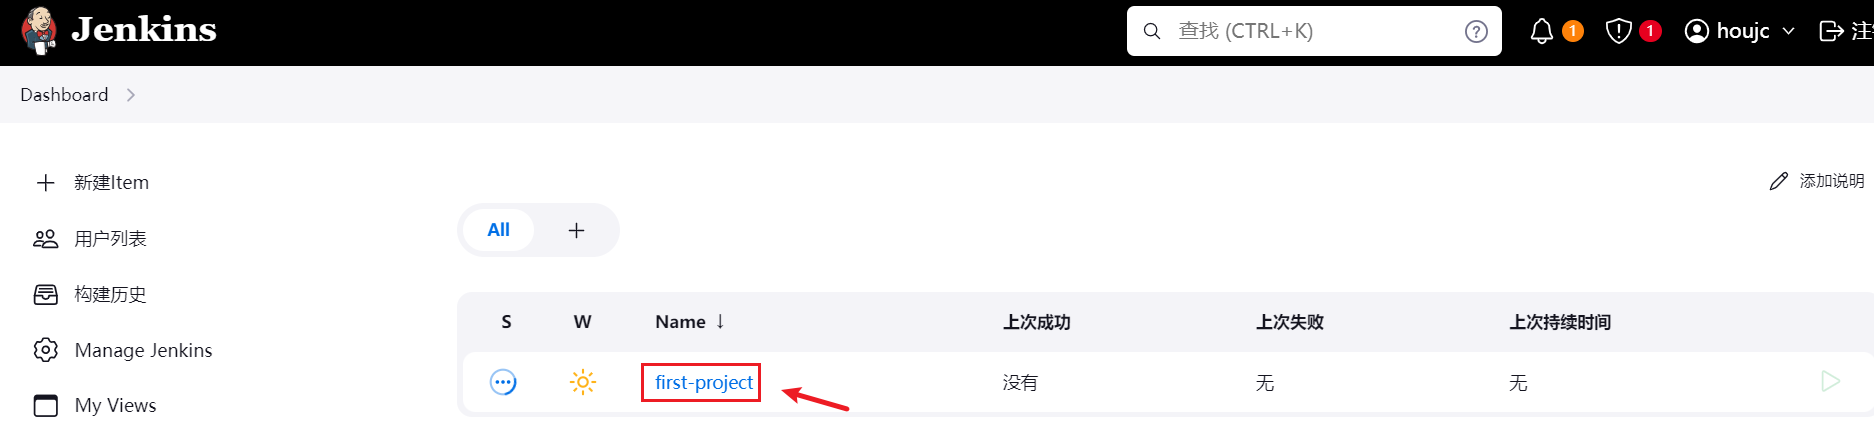 Jenkins
查找 (CTRL+K)
1
1
houjc
Dashboard
新建Item
用户列表
构建历史
Manage Jenkins
My Views
添加说明
All
S W Name ↓ 上次成功 上次失败 上次持续时间
first-project 没有 无 无